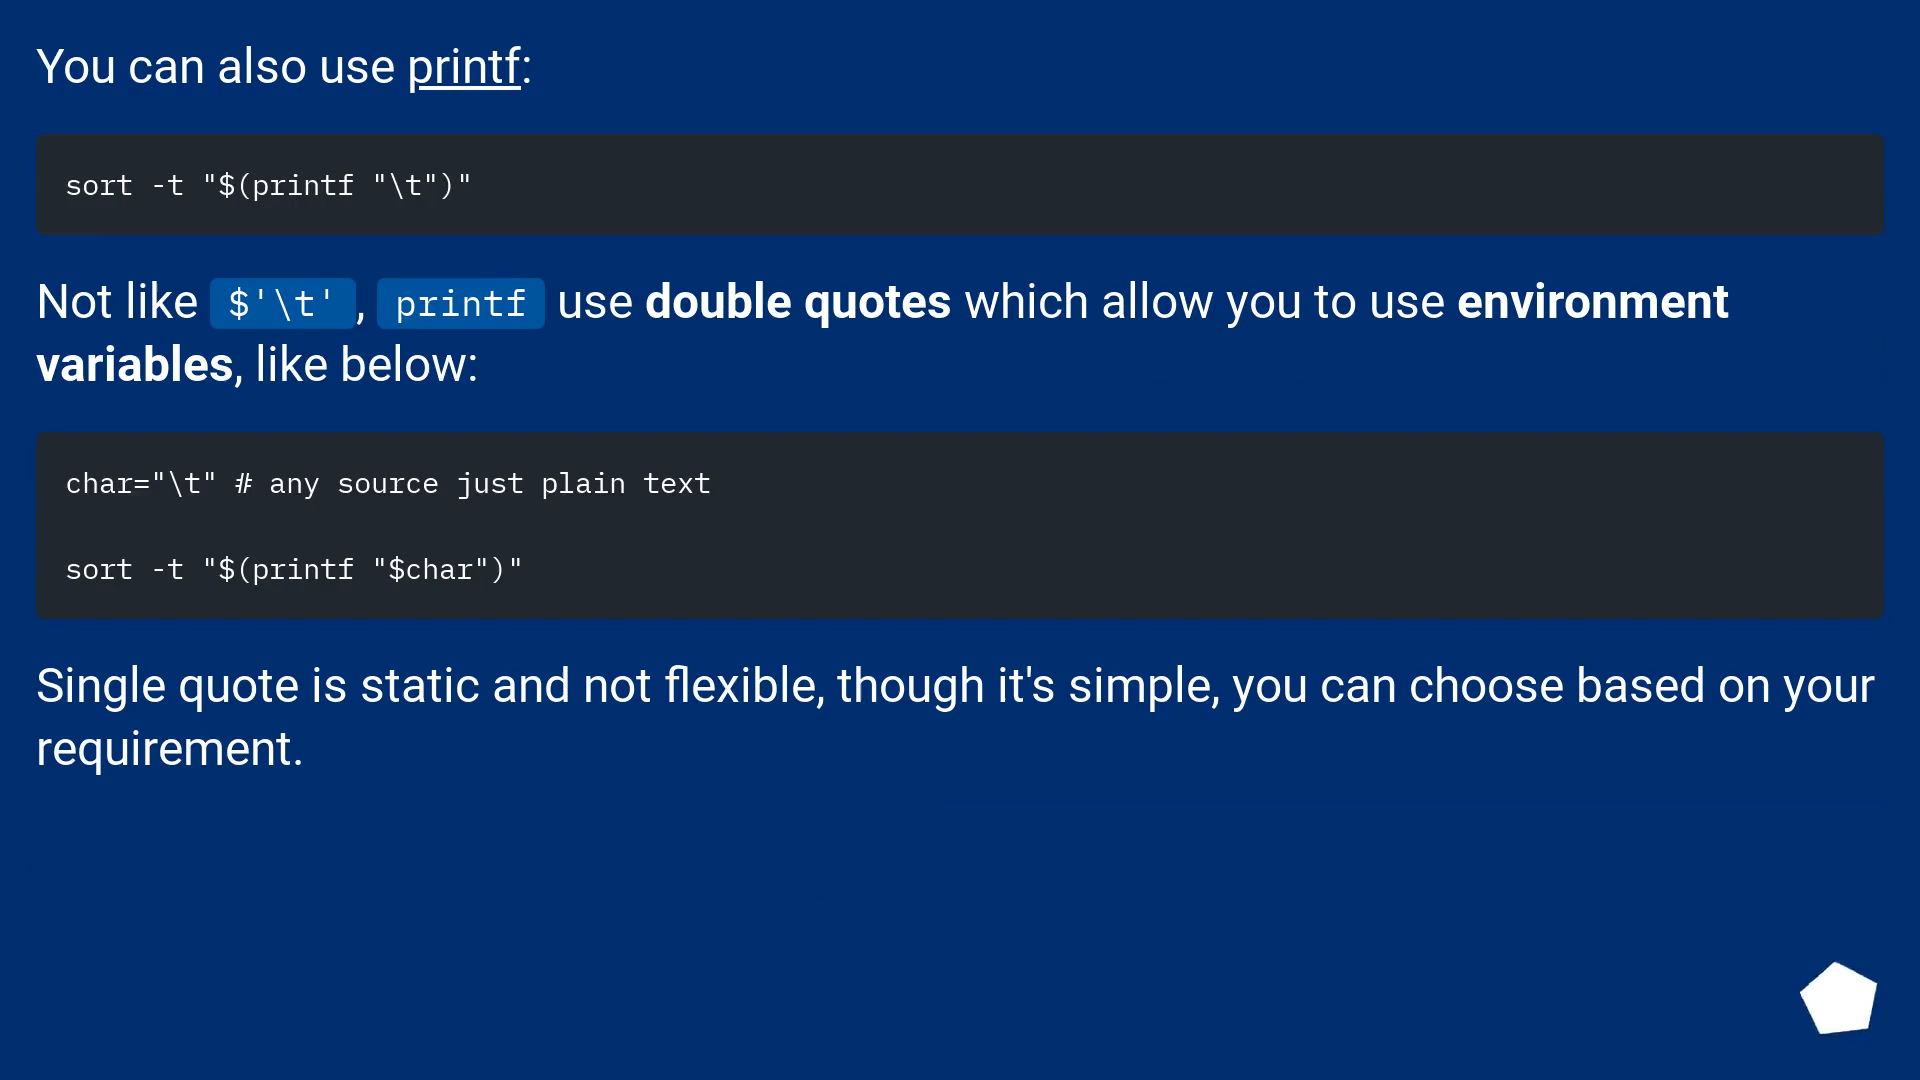 You can also use printf:
sort -t "$(printf "\t")"
Not like $'\t', printf use double quotes which allow you to use environment
variables, like below:
char="\t" # any source just plain text
sort -t "$(printf "$char")"
Single quote is static and not flexible, though it's simple, you can choose based on your
requirement.